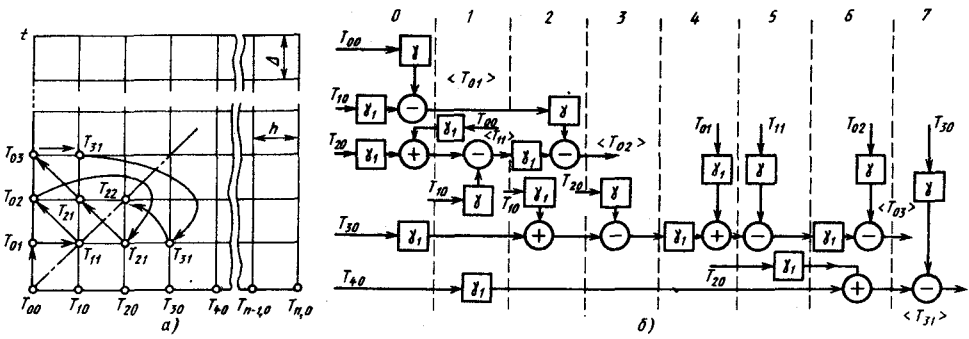 t
Δ
h
T03
T31
T02
T22
T21
T01
T11
T21
T31
T00
T10
T20
T30
T40
Tn-1,0
Tn,0
а)
0 1 2 3 4 5 6 7
T00
γ
<T01>
T10
γ1
−
γ
γ1
T00
T20
γ1
+
<T11>
−
γ1
−
<T02>
T10
γ
T10
γ1
T20
γ
T01
T11
T02
T30
γ1
γ1
γ
γ
T30
γ1
+
−
γ1
+
−
γ1
−
<T03>
T40
γ1
T20
γ1
+
−
<T31>
б)